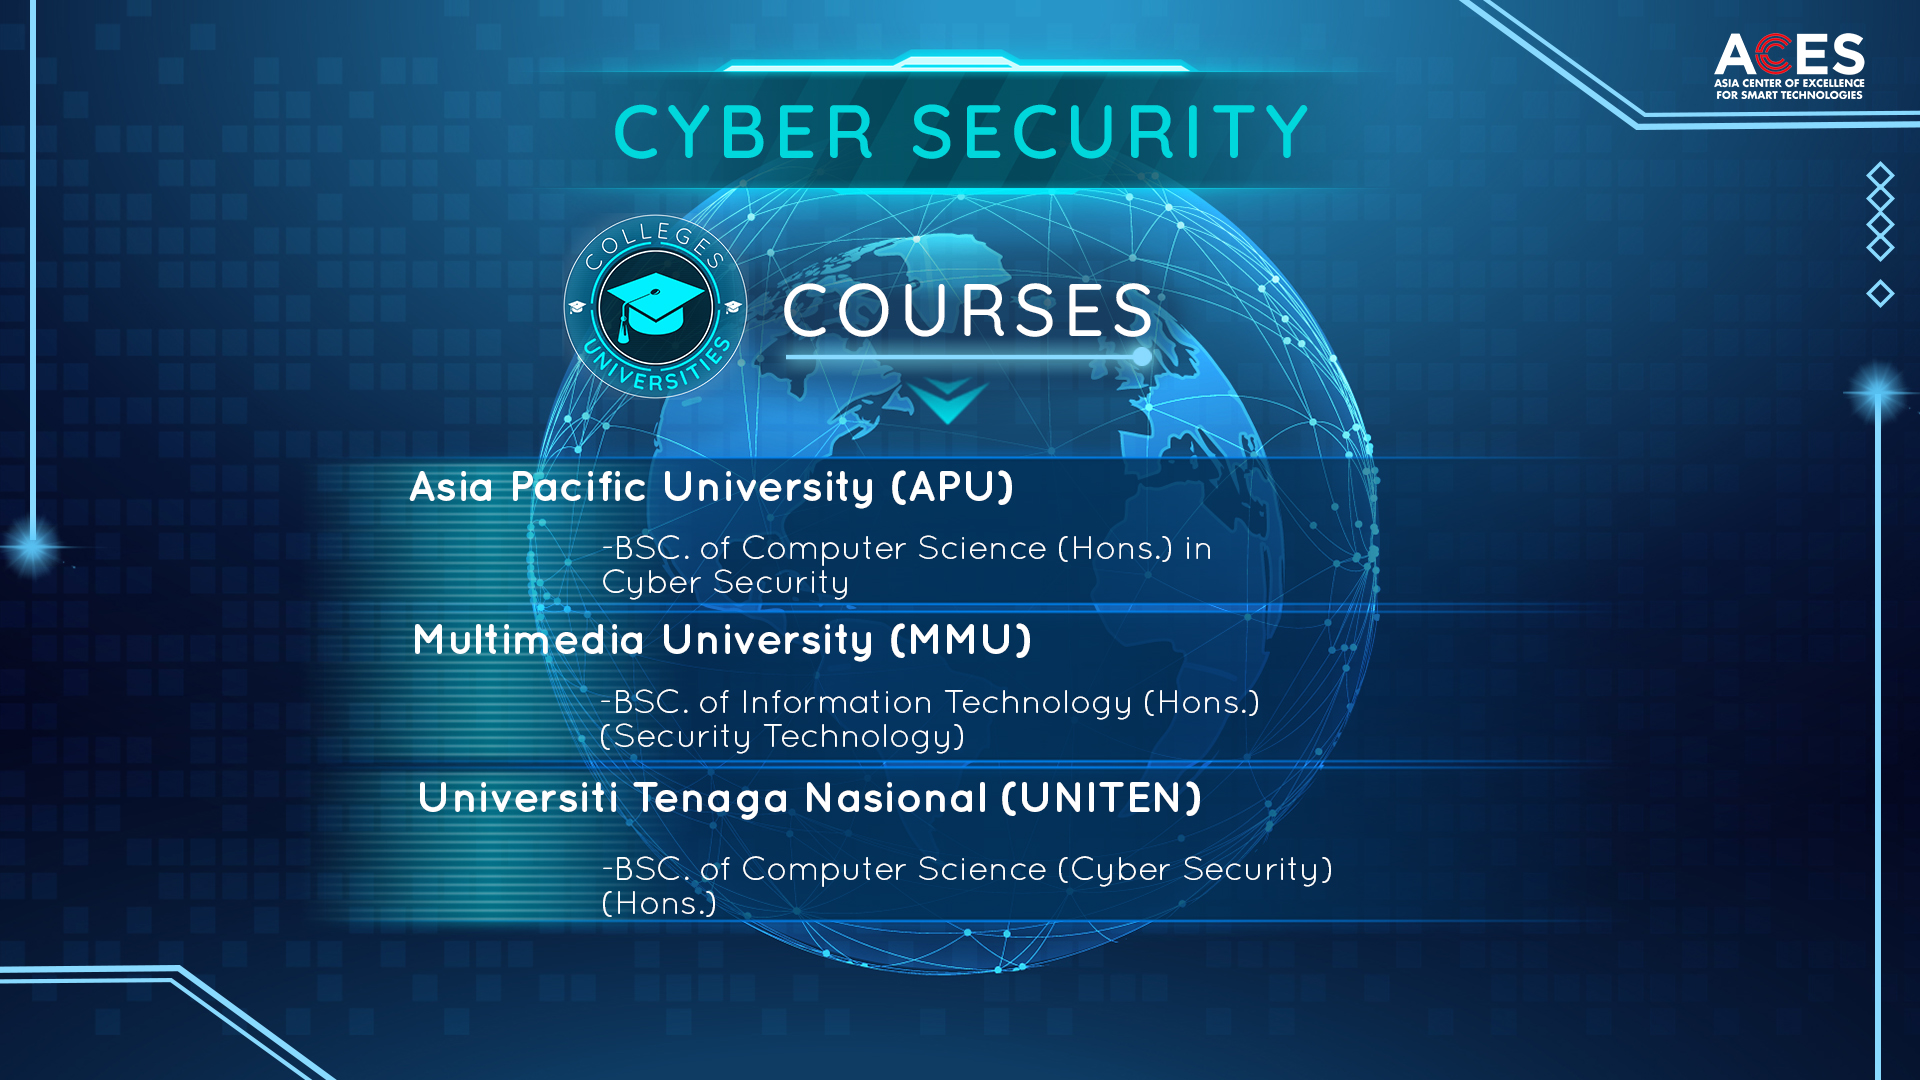 ACES
ASIA CENTER OF EXCELLENCE
FOR SMART TECHNOLOGIES
CYBER SECURITY
COLLEGES
UNIVERSITIES
COURSES
Asia Pacific University (APU)
-BSC. of Computer Science (Hons.) in
Cyber Security
Multimedia University (MMU)
-BSC. of Information Technology (Hons.)
(Security Technology)
Universiti Tenaga Nasional (UNITEN)
-BSC. of Computer Science (Cyber Security)
(Hons.)